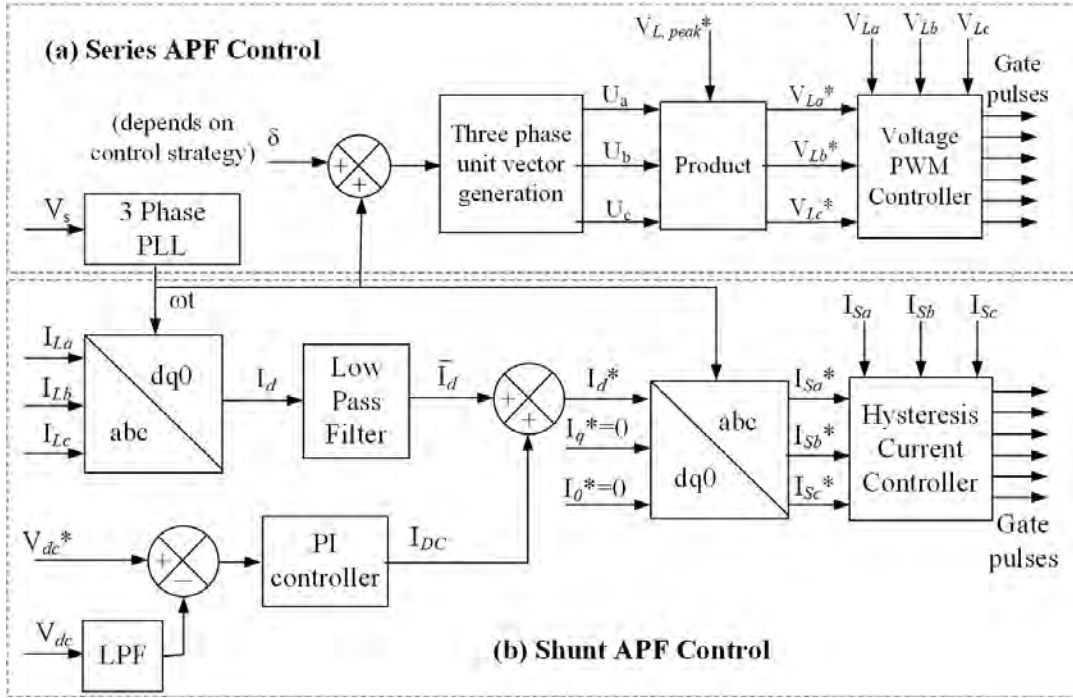 (a) Series APF Control
V_L, peak*
V_La V_Lb V_Lc
Gate
pulses
(depends on
control strategy)
δ
+
+
Three phase
unit vector
generation
U_a
U_b
U_c
Product
V_La*
V_Lb*
V_Lc*
Voltage
PWM
Controller
V_s
3 Phase
PLL
ωt
I_La
I_Lb
I_Lc
dq0
abc
I_d
Low
Pass
Filter
Ī_d
+
+
I_d*
I_q*=0
I_0*=0
abc
dq0
I_Sa*
I_Sb*
I_Sc*
I_Sa I_Sb I_Sc
Hysteresis
Current
Controller
Gate
pulses
V_dc*
+
−
PI
controller
I_DC
V_dc
LPF
(b) Shunt APF Control